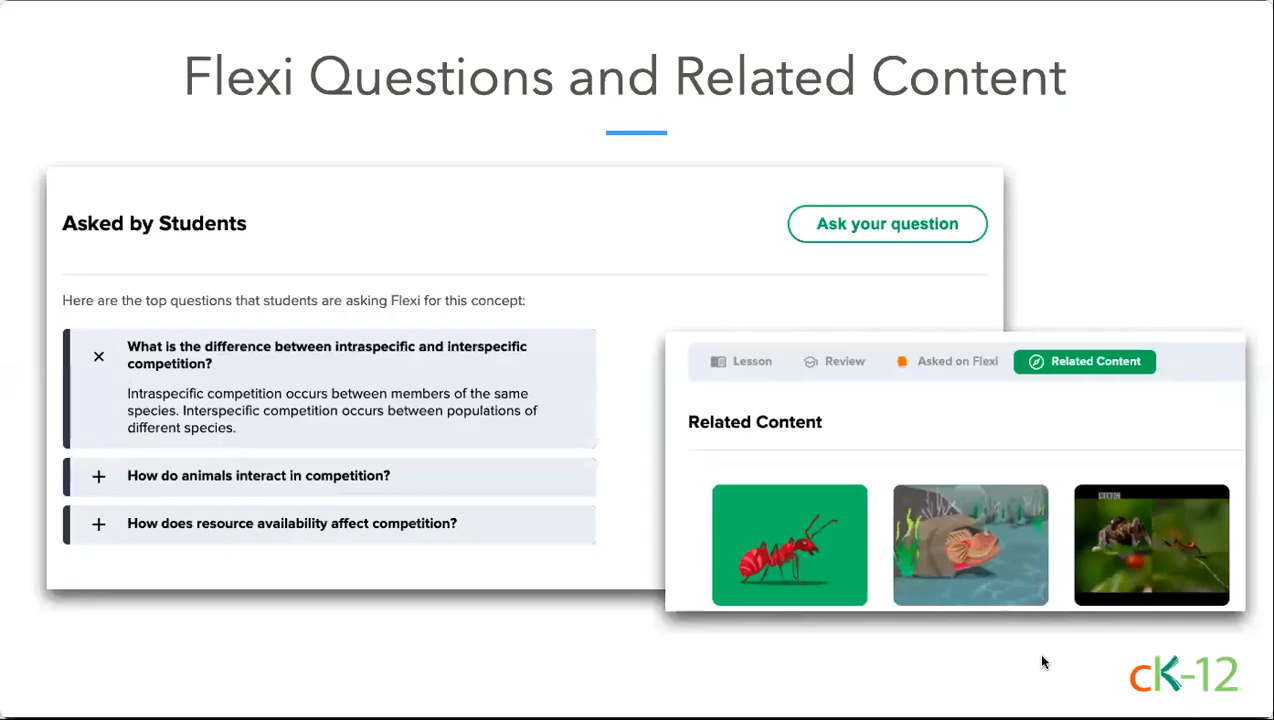 Flexi Questions and Related Content
Asked by Students
Ask your question
Here are the top questions that students are asking Flexi for this concept:
What is the difference between intraspecific and interspecific
competition?
Intraspecific competition occurs between members of the same
species. Interspecific competition occurs between populations of
different species.
How do animals interact in competition?
How does resource availability affect competition?
Lesson Review Asked on Flexi Related Content
Related Content
BBC
cK-12